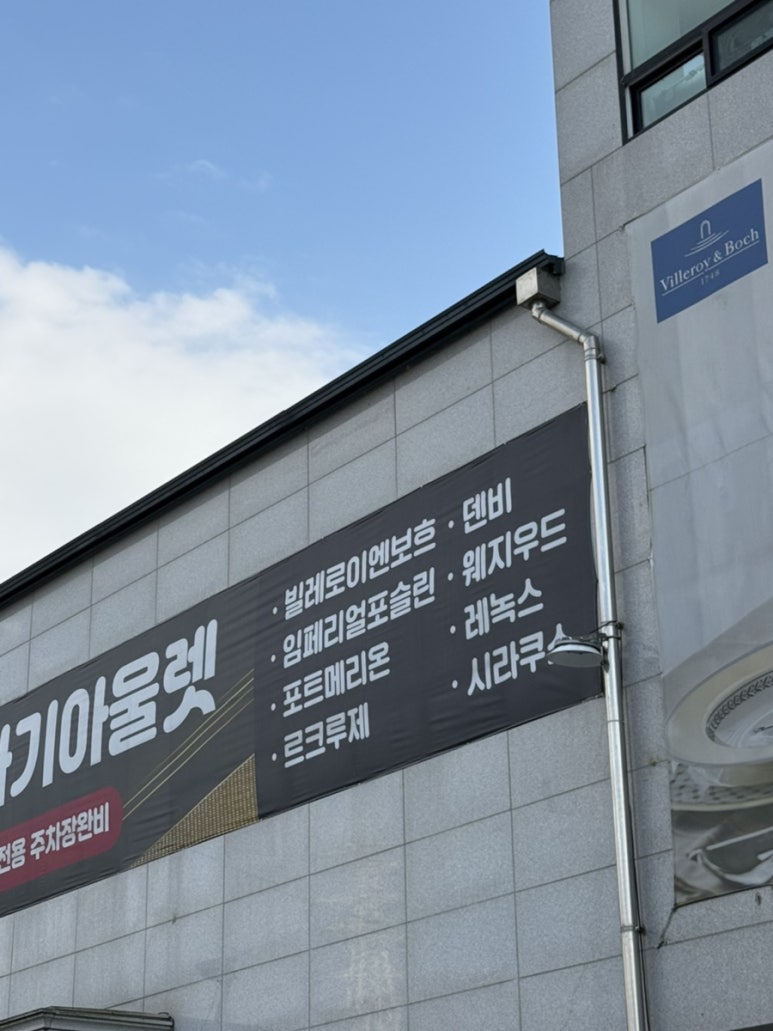 기아울렛
전용 주차장완비
· 빌레로이엔보흐
· 임페리얼포슬린
· 포트메리온
· 르크루제
· 덴비
· 웨지우드
· 레녹스
· 시라쿠스
Villeroy & Boch
1748